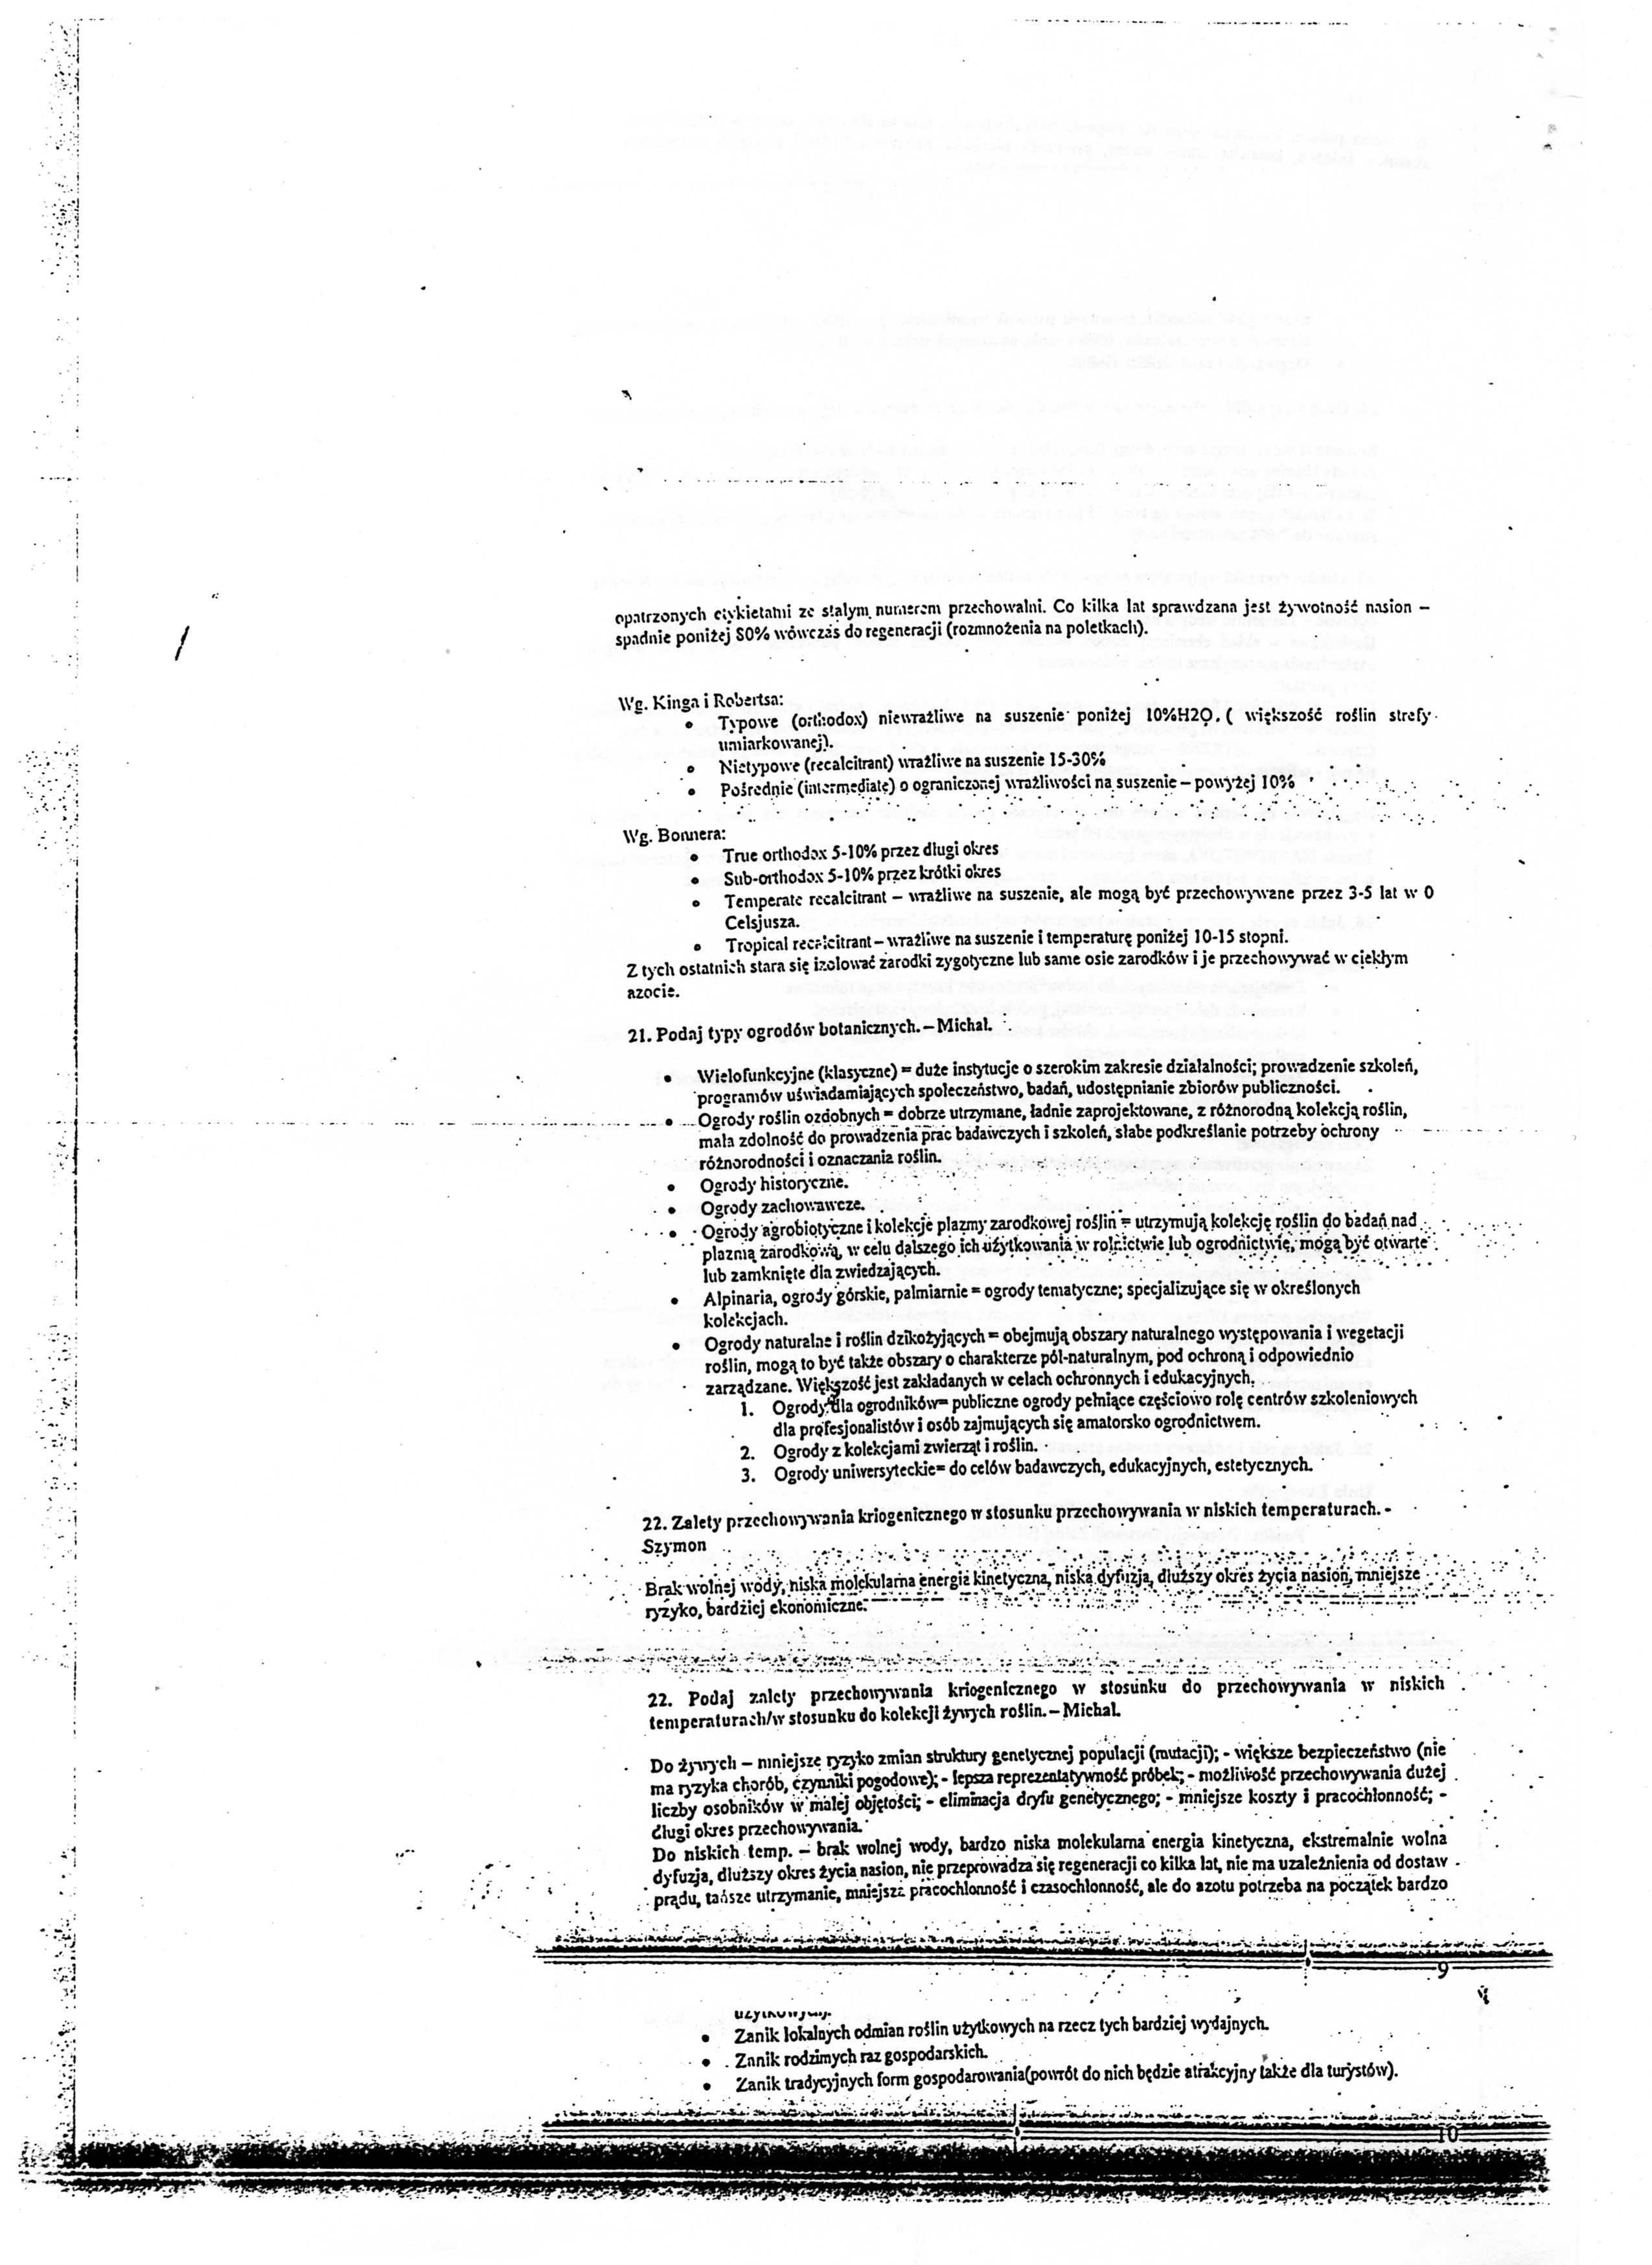 opatrzonych etykietami ze stałym numerem przechowalni. Co kilka lat sprawdzana jest żywotność nasion –
spadnie poniżej 80% wówczas do regeneracji (rozmnożenia na poletkach).
Wg. Kinga i Robertsa:
• Typowe (orthodox) niewrażliwe na suszenie poniżej 10%H2O. ( większość roślin strefy
umiarkowanej).
• Nietypowe (recalcitrant) wrażliwe na suszenie 15-30%
• Pośrednie (intermediate) o ograniczonej wrażliwości na suszenie – powyżej 10%
Wg. Bonnera:
• True orthodox 5-10% przez długi okres
• Sub-orthodox 5-10% przez krótki okres
• Temperate recalcitrant – wrażliwe na suszenie, ale mogą być przechowywane przez 3-5 lat w 0
Celsjusza.
• Tropical recalcitrant – wrażliwe na suszenie i temperaturę poniżej 10-15 stopni.
Z tych ostatnich stara się izolować zarodki zygotyczne lub same osie zarodków i je przechowywać w ciekłym
azocie.
21. Podaj typy ogrodów botanicznych. – Michał.
• Wielofunkcyjne (klasyczne) = duże instytucje o szerokim zakresie działalności; prowadzenie szkoleń,
programów uświadamiających społeczeństwo, badań, udostępnianie zbiorów publiczności.
• Ogrody roślin ozdobnych = dobrze utrzymane, ładnie zaprojektowane, z różnorodną kolekcją roślin,
mała zdolność do prowadzenia prac badawczych i szkoleń, słabe podkreślanie potrzeby ochrony
różnorodności i oznaczania roślin.
• Ogrody historyczne.
• Ogrody zachowawcze.
• Ogrody agrobiotyczne i kolekcje plazmy zarodkowej roślin = utrzymują kolekcję roślin do badań nad
plazmą zarodkową, w celu dalszego ich użytkowania w rolnictwie lub ogrodnictwie, mogą być otwarte
lub zamknięte dla zwiedzających.
• Alpinaria, ogrody górskie, palmiarnie = ogrody tematyczne; specjalizujące się w określonych
kolekcjach.
• Ogrody naturalne i roślin dzikożyjących = obejmują obszary naturalnego występowania i wegetacji
roślin, mogą to być także obszary o charakterze pół-naturalnym, pod ochroną i odpowiednio
zarządzane. Większość jest zakładanych w celach ochronnych i edukacyjnych.
1. Ogrody dla ogrodników= publiczne ogrody pełniące częściowo rolę centrów szkoleniowych
dla profesjonalistów i osób zajmujących się amatorsko ogrodnictwem.
2. Ogrody z kolekcjami zwierząt i roślin.
3. Ogrody uniwersyteckie= do celów badawczych, edukacyjnych, estetycznych.
22. Zalety przechowywania kriogenicznego w stosunku przechowywania w niskich temperaturach. -
Szymon
Brak wolnej wody, niska molekularna energia kinetyczna, niska dyfuzja, dłuższy okres życia nasion, mniejsze
ryzyko, bardziej ekonomiczne.
22. Podaj zalety przechowywania kriogenicznego w stosunku do przechowywania w niskich
temperaturach/w stosunku do kolekcji żywych roślin. – Michał.
Do żywych – mniejsze ryzyko zmian struktury genetycznej populacji (mutacji); - większe bezpieczeństwo (nie
ma ryzyka chorób, czynniki pogodowe); - lepsza reprezentatywność próbek; - możliwość przechowywania dużej
liczby osobników w małej objętości; - eliminacja dryfu genetycznego; - mniejsze koszty i pracochłonność; -
długi okres przechowywania.
Do niskich temp. – brak wolnej wody, bardzo niska molekularna energia kinetyczna, ekstremalnie wolna
dyfuzja, dłuższy okres życia nasion, nie przeprowadza się regeneracji co kilka lat, nie ma uzależnienia od dostaw
prądu, tańsze utrzymanie, mniejsza pracochłonność i czasochłonność, ale do azotu potrzeba na początek bardzo
9
• Zanik lokalnych odmian roślin użytkowych na rzecz tych bardziej wydajnych.
• Zanik rodzimych raz gospodarskich.
• Zanik tradycyjnych form gospodarowania(powrót do nich będzie atrakcyjny także dla turystów).
10